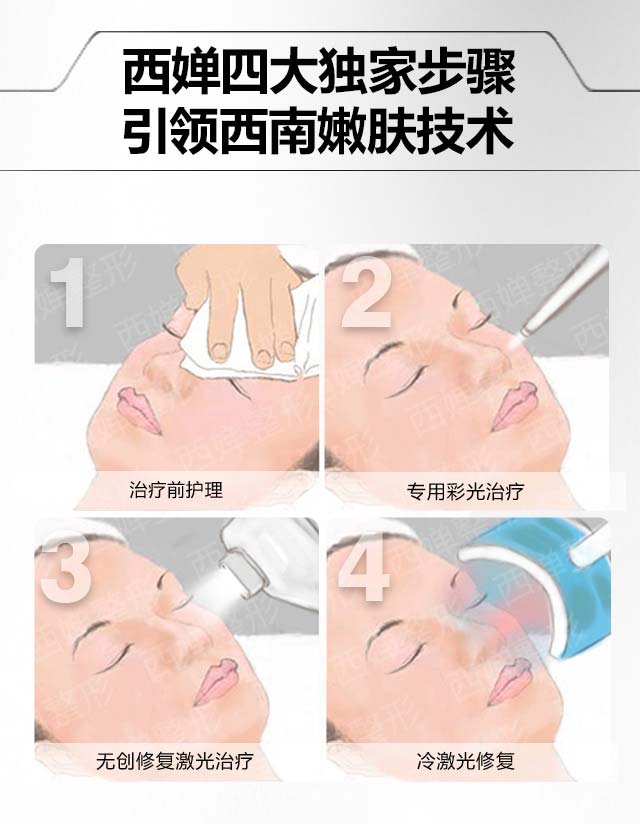 西婵四大独家步骤
引领西南嫩肤技术
1
2
治疗前护理
专用彩光治疗
3
4
无创修复激光治疗
冷激光修复
西婵整形